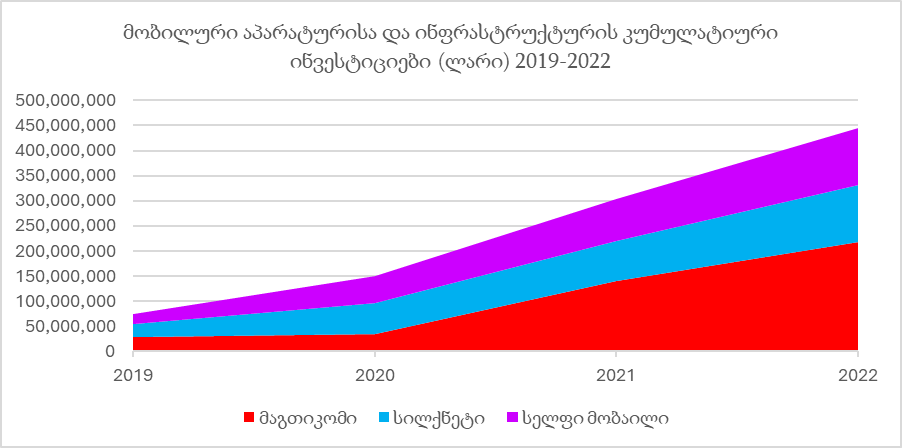 მობილური აპარატურისა და ინფრასტრუქტურის კუმულატიური
ინვესტიციები (ლარი) 2019-2022
500,000,000
450,000,000
400,000,000
350,000,000
300,000,000
250,000,000
200,000,000
150,000,000
100,000,000
50,000,000
0
2019 2020 2021 2022
მაგთიკომი სილქნეტი სელფი მობაილი